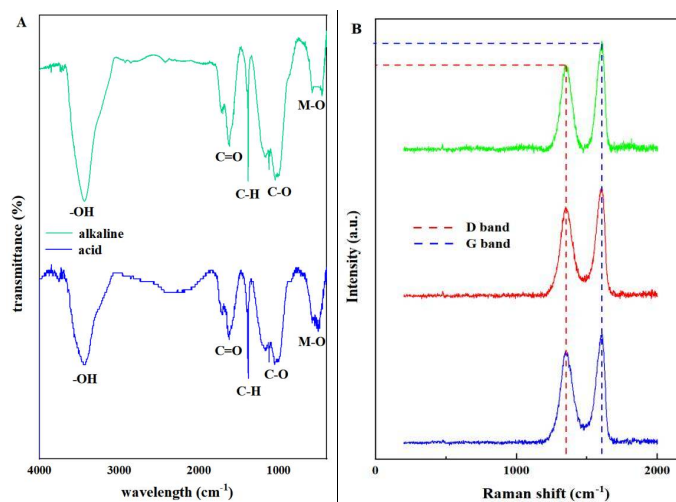 A
M-O
C=O
C-H
C-O
-OH
alkaline
acid
M-O
C=O
C-O
C-H
-OH
transmittance (%)
4000
3000
2000
1000
wavelength (cm-1)
B
D band
G band
Intensity (a.u.)
0
1000
2000
Raman shift (cm-1)